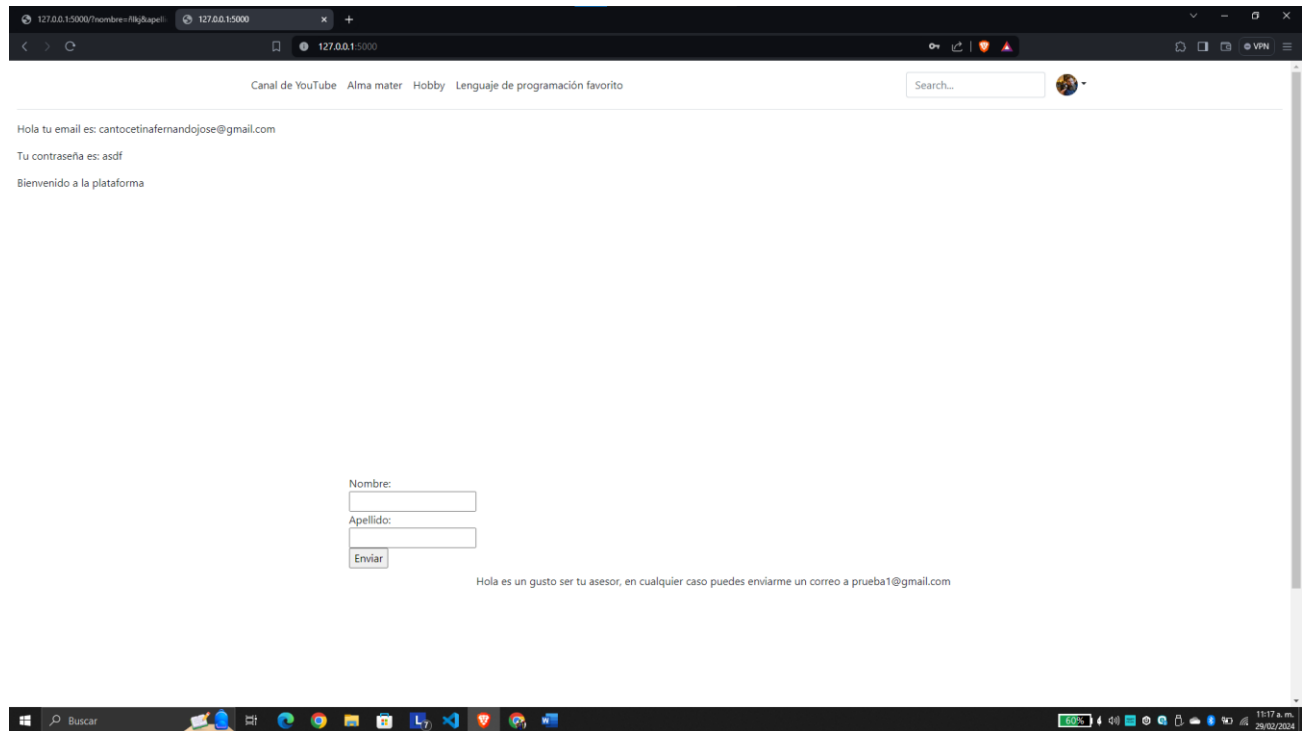 127.0.0.1:5000/?nombre=ñlkj&apelli
127.0.0.1:5000
127.0.0.1:5000
VPN
Canal de YouTube Alma mater Hobby Lenguaje de programación favorito
Search...
Hola tu email es: cantocetinafernandojose@gmail.com
Tu contraseña es: asdf
Bienvenido a la plataforma
Nombre:
Apellido:
Enviar
Hola es un gusto ser tu asesor, en cualquier caso puedes enviarme un correo a prueba1@gmail.com
Buscar
60%
11:17 a. m.
29/02/2024